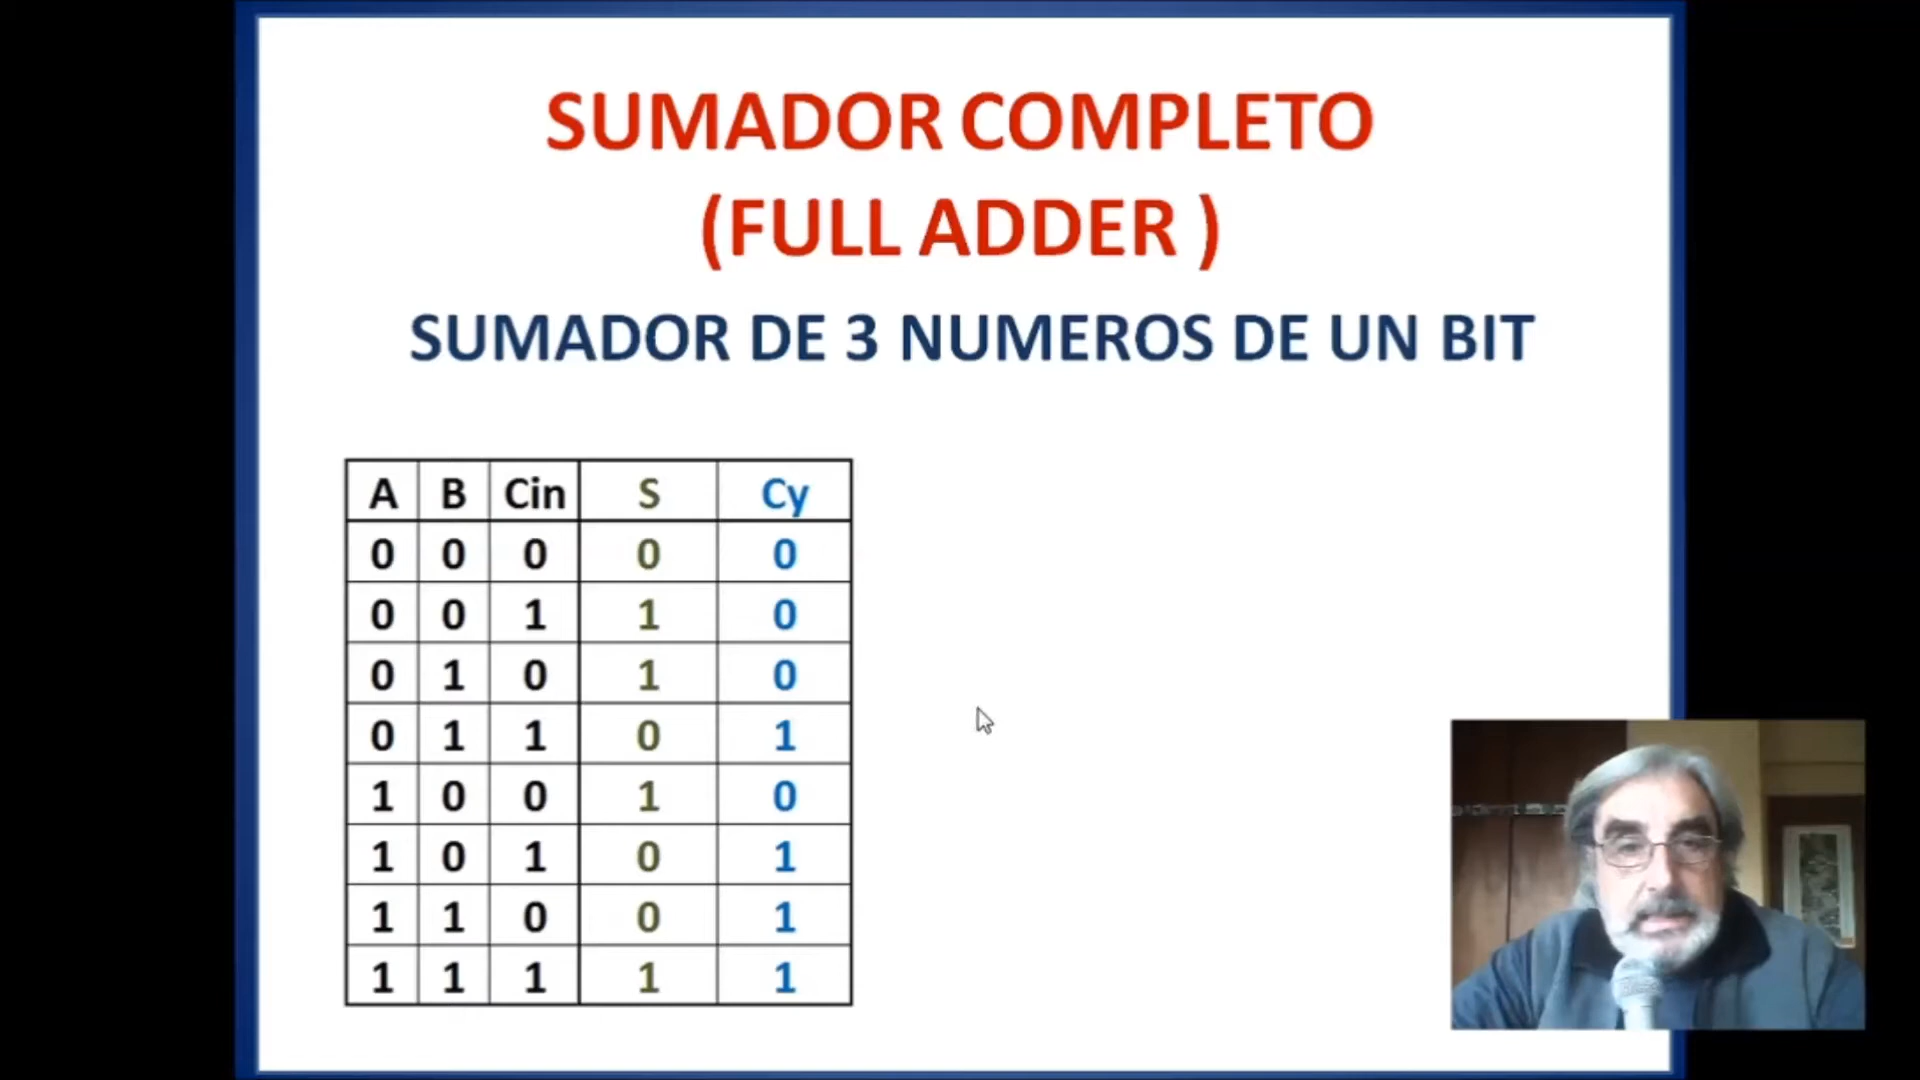 SUMADOR COMPLETO
(FULL ADDER )
SUMADOR DE 3 NUMEROS DE UN BIT
A B Cin S Cy
0 0 0 0 0
0 0 1 1 0
0 1 0 1 0
0 1 1 0 1
1 0 0 1 0
1 0 1 0 1
1 1 0 0 1
1 1 1 1 1